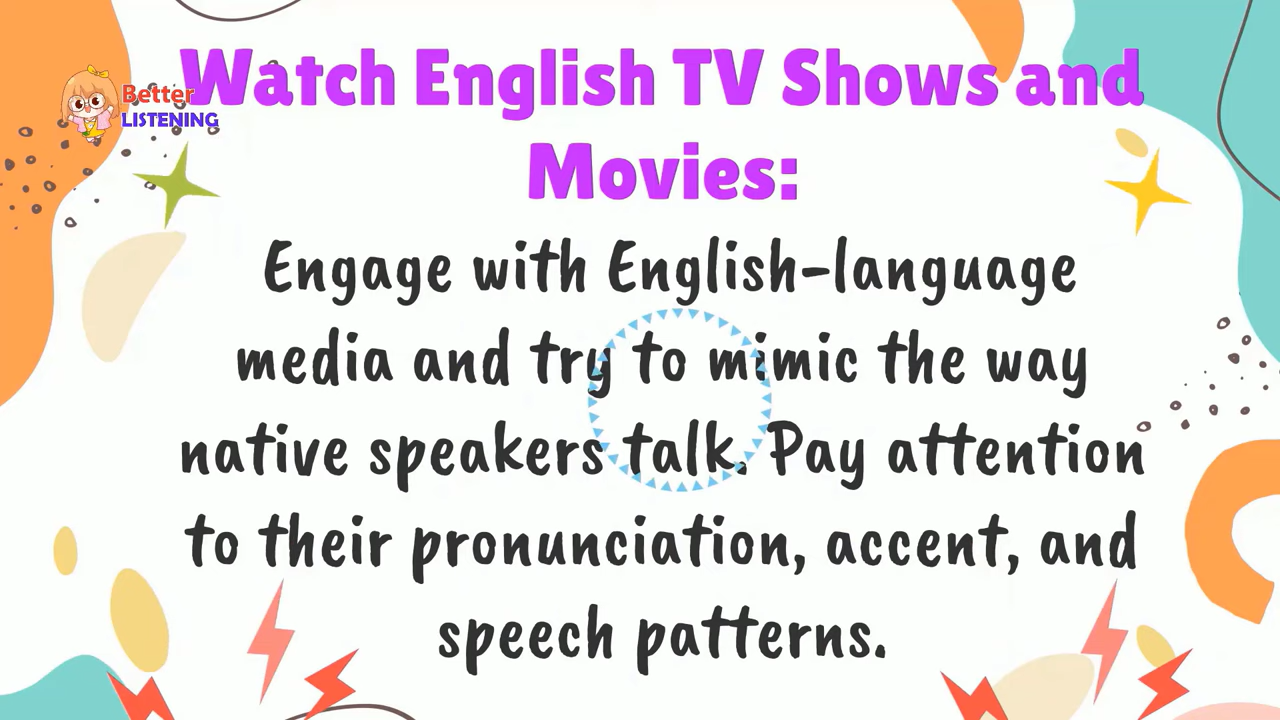 Watch English TV Shows and
Better
LISTENING
Movies:
Engage with English-language
media and try to mimic the way
native speakers talk. Pay attention
to their pronunciation, accent, and
speech patterns.